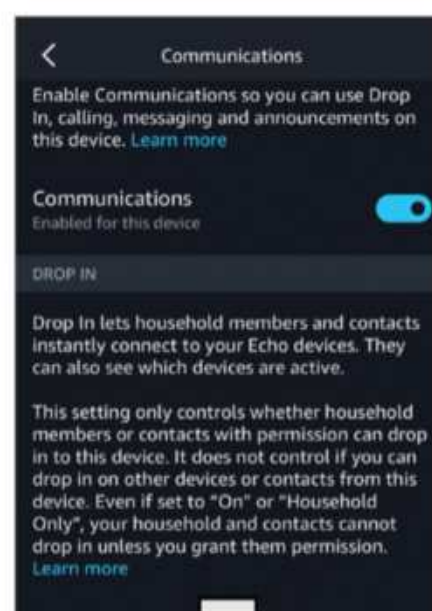 Communications
Enable Communications so you can use Drop
In, calling, messaging and announcements on
this device. Learn more
Communications
Enabled for this device
DROP IN
Drop In lets household members and contacts
instantly connect to your Echo devices. They
can also see which devices are active.
This setting only controls whether household
members or contacts with permission can drop
in to this device. It does not control if you can
drop in on other devices or contacts from this
device. Even if set to "On" or "Household
Only", your household and contacts cannot
drop in unless you grant them permission.
Learn more